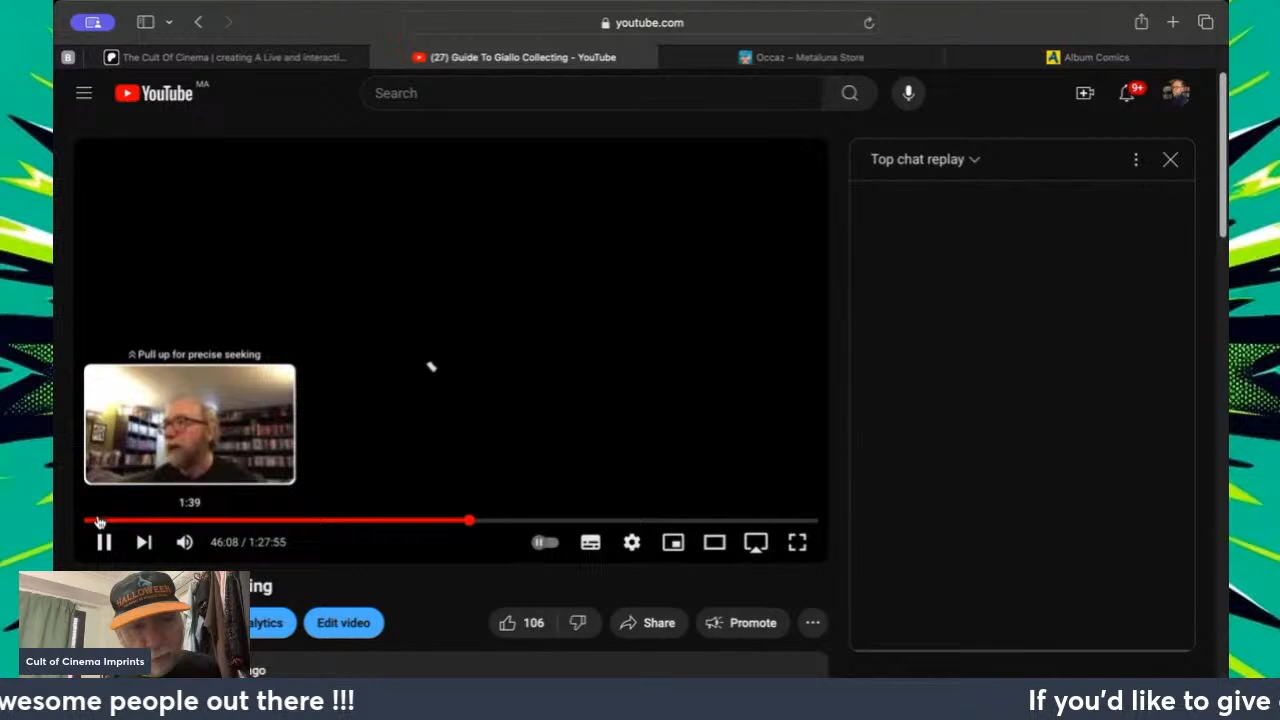 youtube.com
B
The Cult Of Cinema | creating A Live and interacti...
(27) Guide To Giallo Collecting - YouTube
Occaz – Metaluna Store
A Album Comics
YouTube MA
Search
9+
Top chat replay
Pull up for precise seeking
1:39
46:08 / 1:27:55
ing
alytics
Edit video
106
Share
Promote
ago
HALLOWEEN
Cult of Cinema Imprints
wesome people out there !!!
If you'd like to give